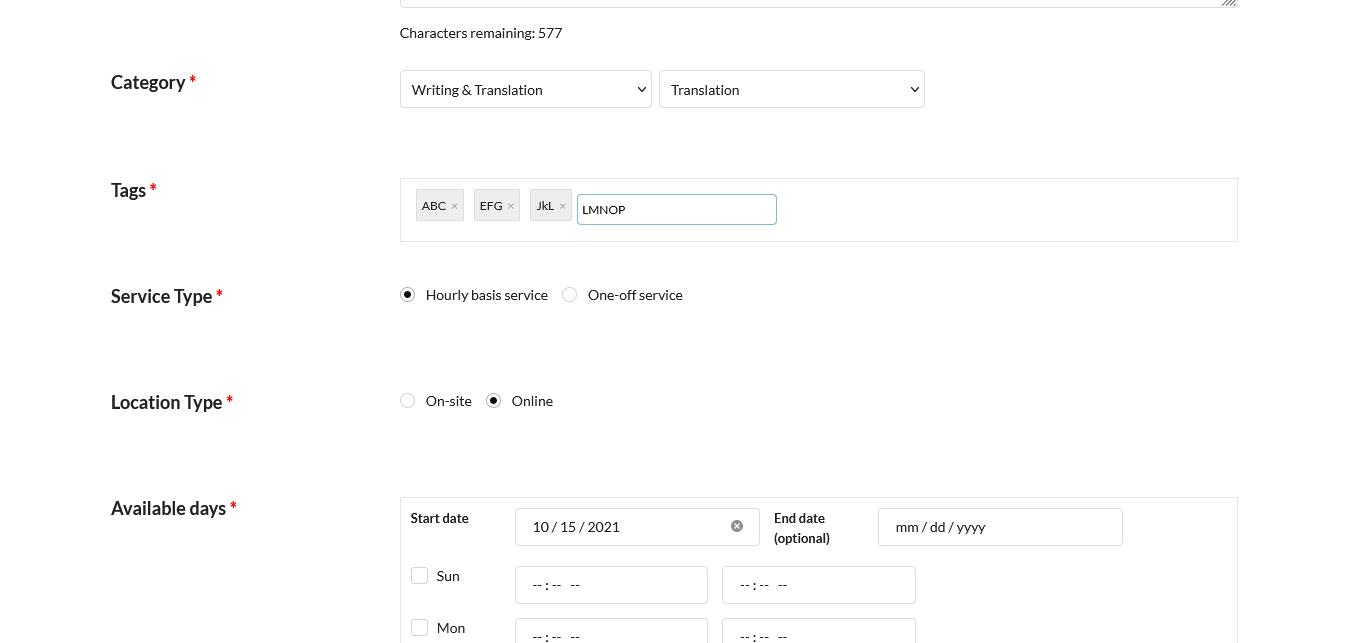 Characters remaining: 577
Category *
Writing & Translation
Translation
Tags *
ABC ×
EFG ×
JkL ×
LMNOP
Service Type *
Hourly basis service
One-off service
Location Type *
On-site
Online
Available days *
Start date
10 / 15 / 2021
End date
(optional)
mm / dd / yyyy
Sun
-- : -- --
-- : -- --
Mon
-- : -- --
-- : -- --